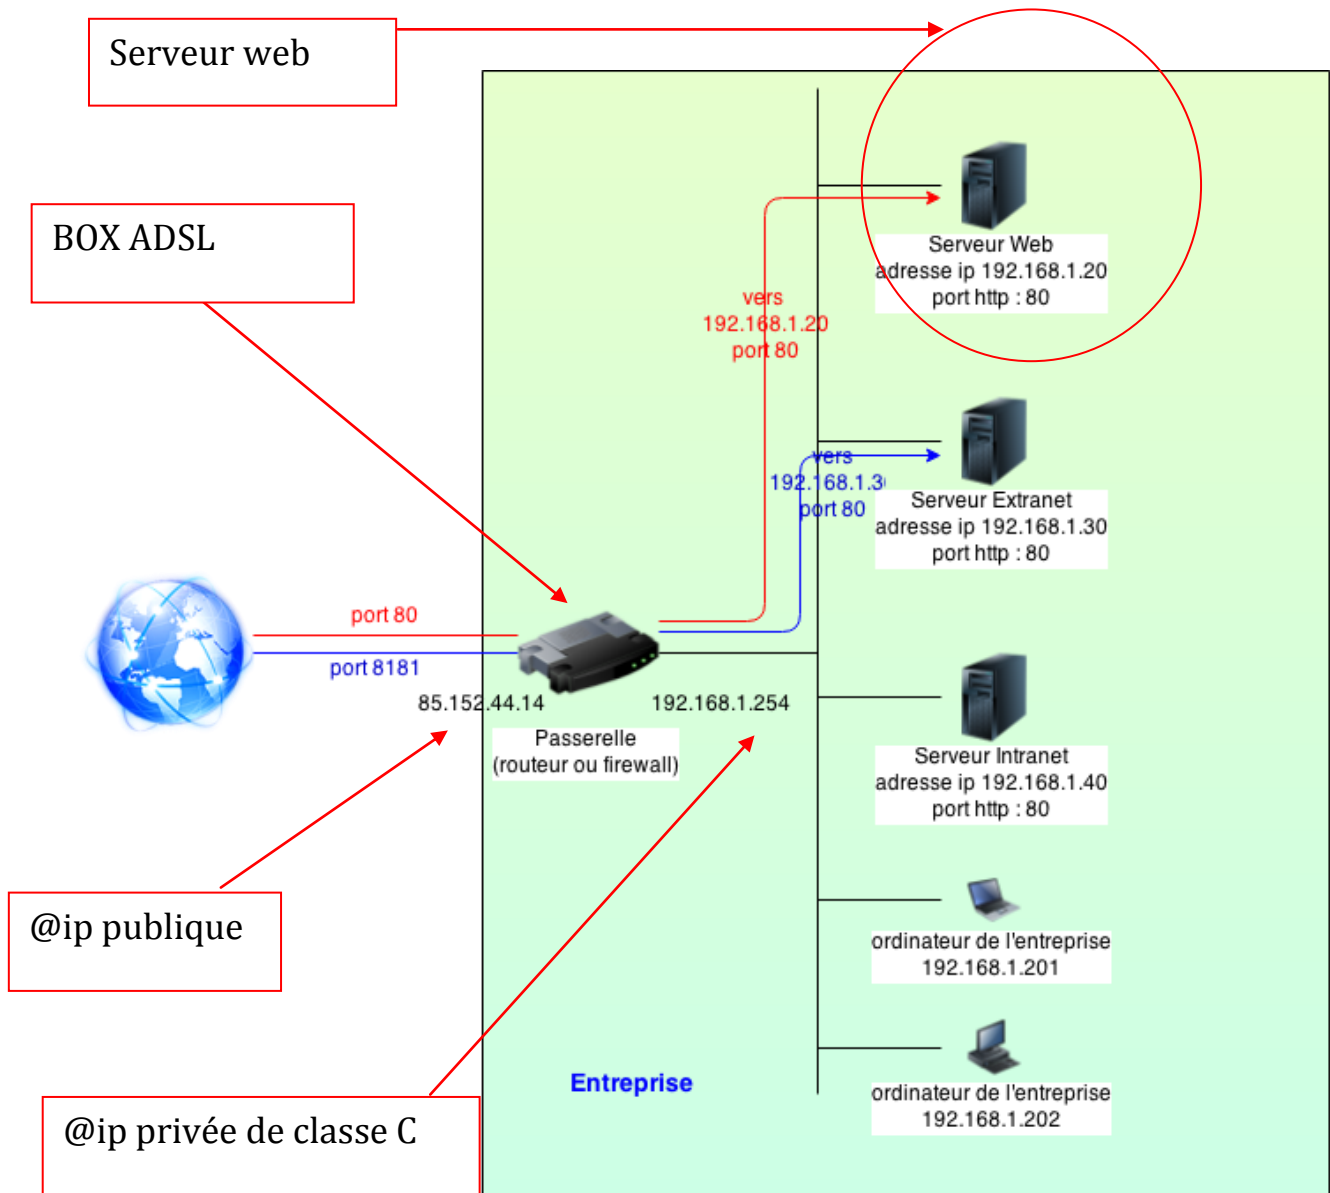 Serveur web
BOX ADSL
@ip publique
@ip privée de classe C
port 80
port 8181
85.152.44.14
192.168.1.254
Passerelle
(routeur ou firewall)
vers
192.168.1.20
port 80
vers
192.168.1.3
port 80
Serveur Web
adresse ip 192.168.1.20
port http : 80
Serveur Extranet
adresse ip 192.168.1.30
port http : 80
Serveur Intranet
adresse ip 192.168.1.40
port http : 80
ordinateur de l'entreprise
192.168.1.201
ordinateur de l'entreprise
192.168.1.202
Entreprise